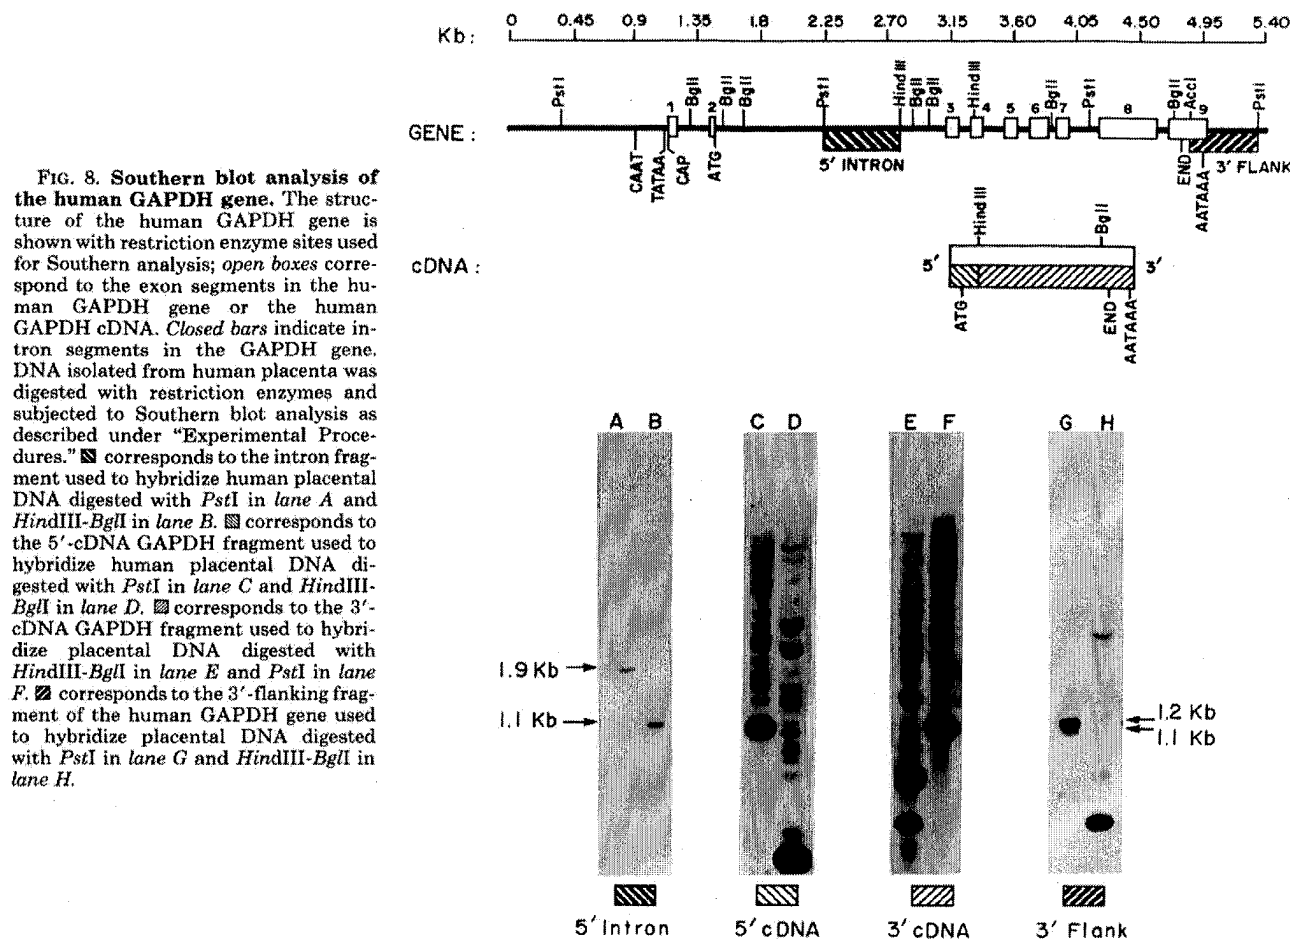 Kb: 0 0.45 0.9 1.35 1.8 2.25 2.70 3.15 3.60 4.05 4.50 4.95 5.40
PstI BglI BglI BglI PstI HindIII BglI BglI HindIII BglI PstI BglI AccI PstI
1 2 3 4 5 6 7 8 9
GENE:
CAAT TATAA CAP ATG 5' INTRON END AATAAA 3' FLANK
HindIII BglI
cDNA: 5' 3'
ATG END AATAAA
FIG. 8. Southern blot analysis of
the human GAPDH gene. The struc-
ture of the human GAPDH gene is
shown with restriction enzyme sites used
for Southern analysis; open boxes corre-
spond to the exon segments in the hu-
man GAPDH gene or the human
GAPDH cDNA. Closed bars indicate in-
tron segments in the GAPDH gene.
DNA isolated from human placenta was
digested with restriction enzymes and
subjected to Southern blot analysis as
described under "Experimental Proce-
dures." corresponds to the intron frag-
ment used to hybridize human placental
DNA digested with PstI in lane A and
HindIII-BglI in lane B. corresponds to
the 5'-cDNA GAPDH fragment used to
hybridize human placental DNA di-
gested with PstI in lane C and HindIII-
BglI in lane D. corresponds to the 3'-
cDNA GAPDH fragment used to hybri-
dize placental DNA digested with
HindIII-BglI in lane E and PstI in lane
F. corresponds to the 3'-flanking frag-
ment of the human GAPDH gene used
to hybridize placental DNA digested
with PstI in lane G and HindIII-BglI in
lane H.
A B C D E F G H
1.9 Kb
1.1 Kb
1.2 Kb
1.1 Kb
5' Intron 5' cDNA 3' cDNA 3' Flank